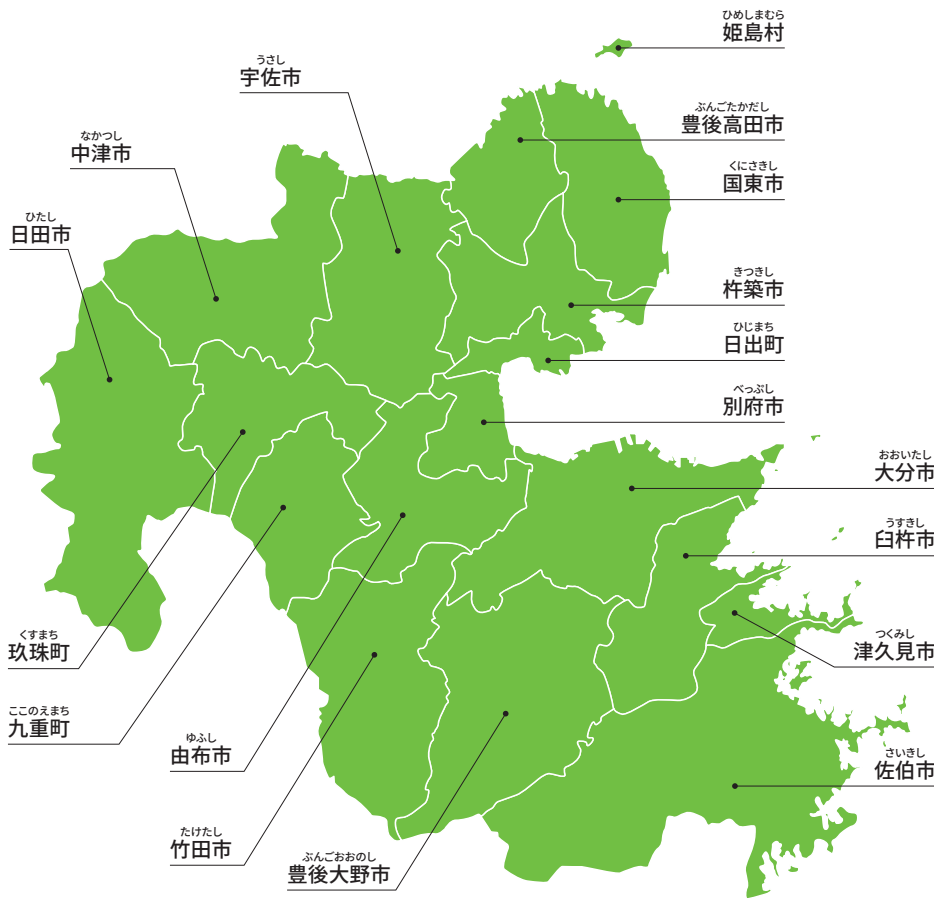 ひめしまむら
姫島村
うさし
宇佐市
ぶんごたかだし
豊後高田市
なかつし
中津市
くにさきし
国東市
ひたし
日田市
きつきし
杵築市
ひじまち
日出町
べっぷし
別府市
おおいたし
大分市
うすきし
臼杵市
くすまち
玖珠町
つくみし
津久見市
ここのえまち
九重町
ゆふし
由布市
さいきし
佐伯市
たけたし
竹田市
ぶんごおおのし
豊後大野市